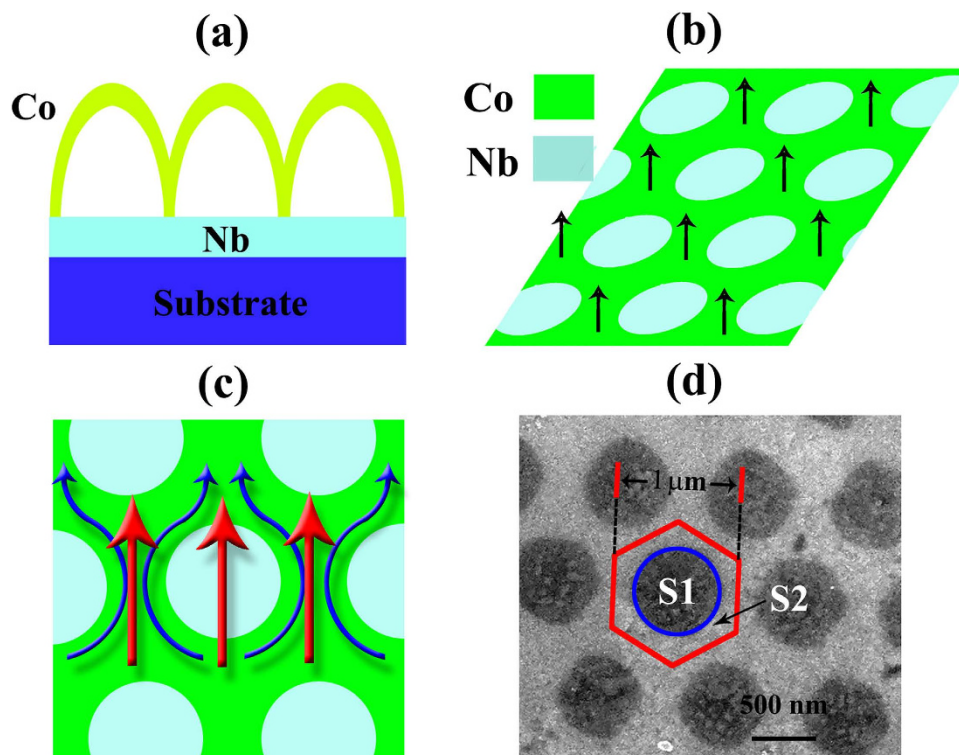 (a)
Co
Nb
Substrate
(b)
Co
Nb
(c)
(d)
1 μm
S1
S2
500 nm